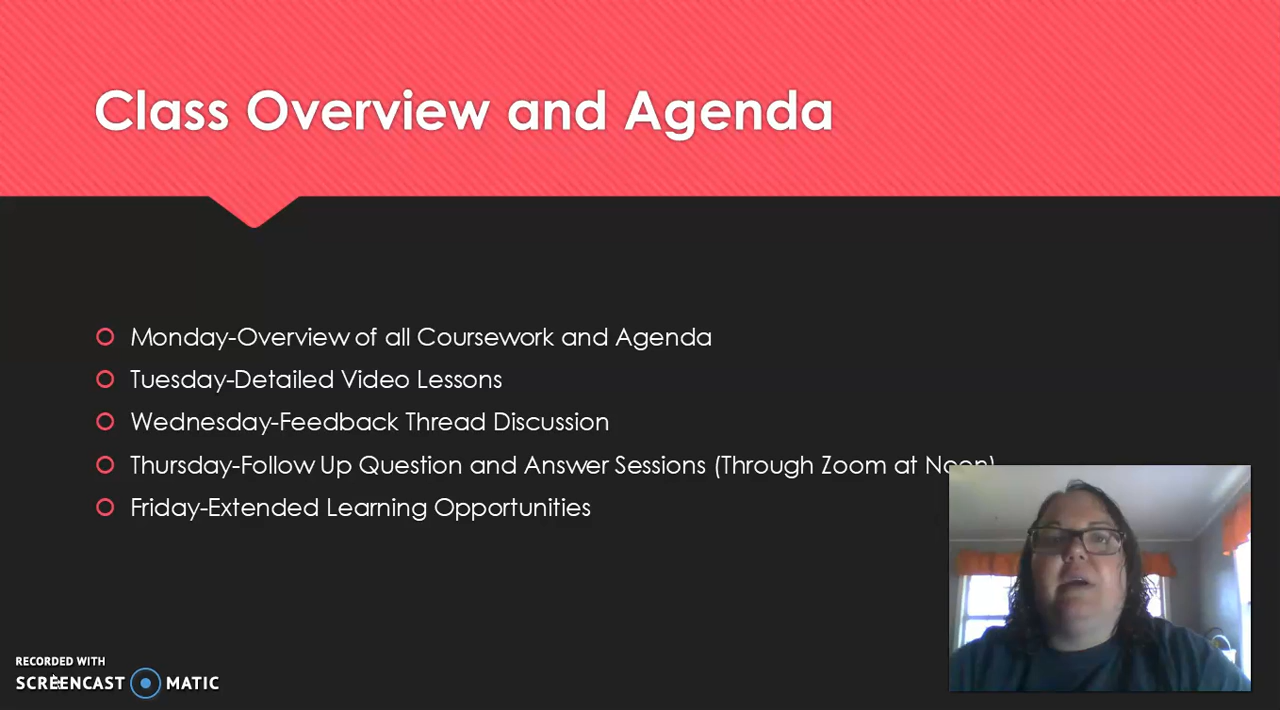 Class Overview and Agenda
Monday-Overview of all Coursework and Agenda
Tuesday-Detailed Video Lessons
Wednesday-Feedback Thread Discussion
Thursday-Follow Up Question and Answer Sessions (Through Zoom at Noon)
Friday-Extended Learning Opportunities
RECORDED WITH
SCREENCAST MATIC